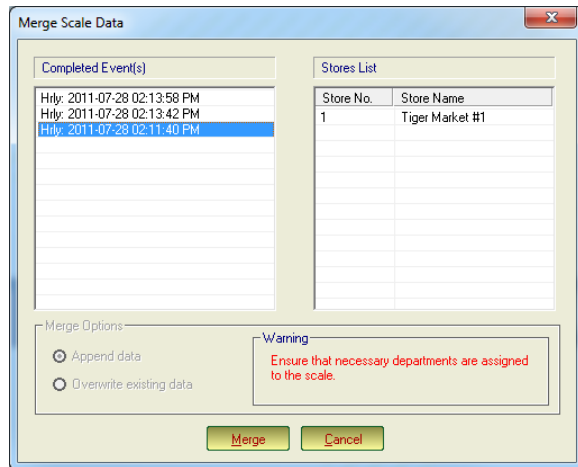 Merge Scale Data
Completed Event(s)
Stores List
Hrly: 2011-07-28 02:13:58 PM
Hrly: 2011-07-28 02:13:42 PM
Hrly: 2011-07-28 02:11:40 PM
Store No. Store Name
1 Tiger Market #1
Merge Options
Append data
Overwrite existing data
Warning
Ensure that necessary departments are assigned
to the scale.
Merge Cancel